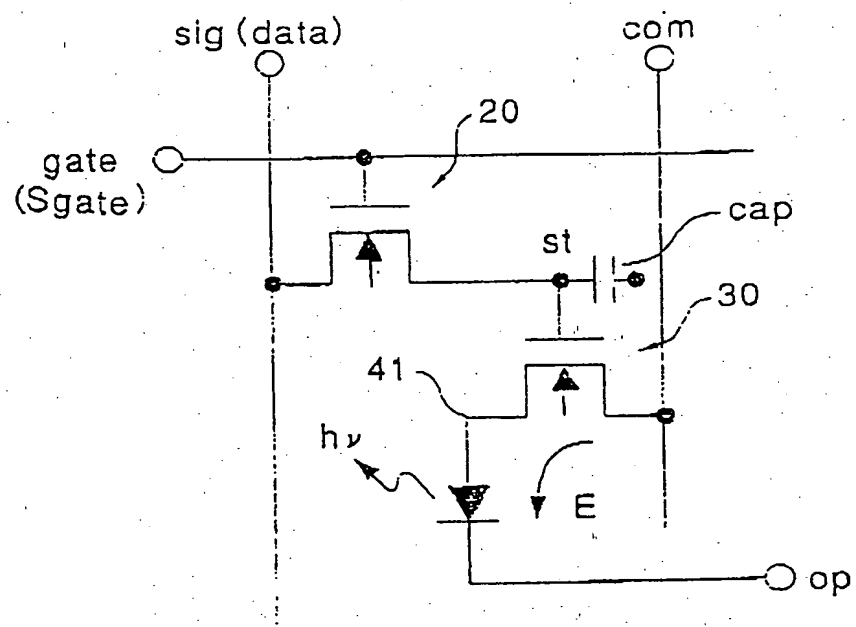 sig (data)
com
20
gate
(Sgate)
cap
st
30
41
hν
E
op